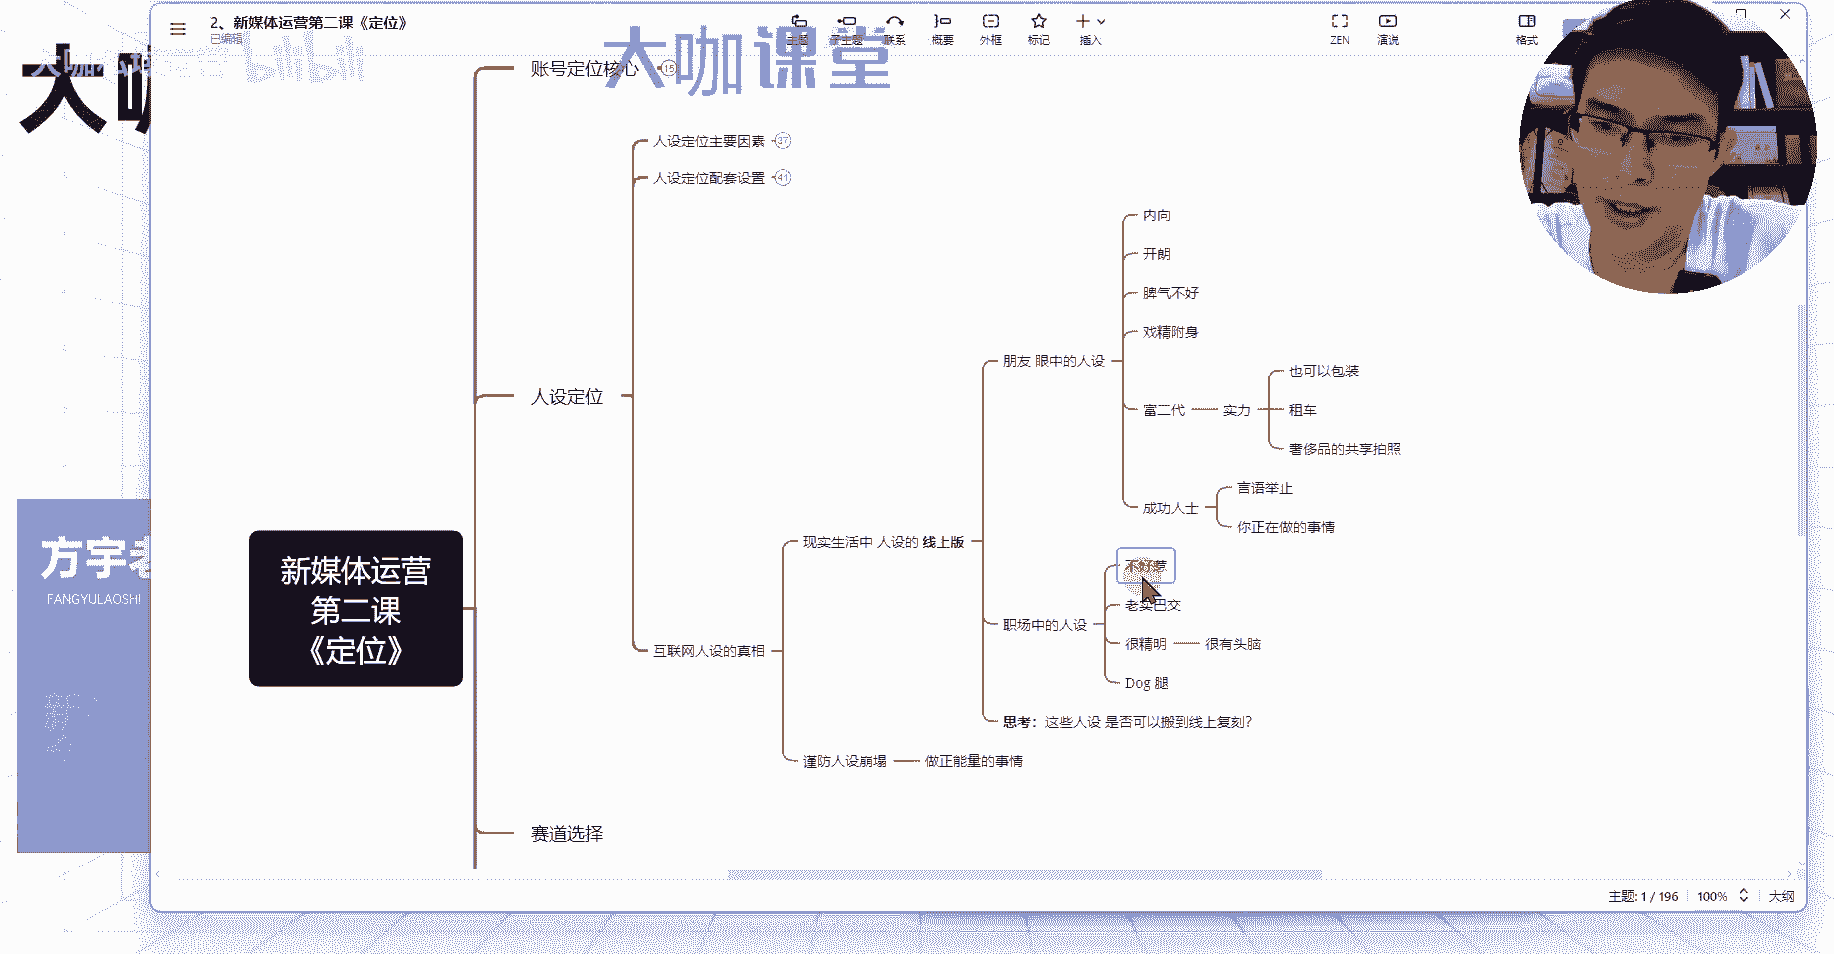 2、新媒体运营第二课《定位》
已编辑
主题
子主题
联系
概要
外框
标记
插入
ZEN
演说
格式
大咖课堂
bilibili
大咖
账号定位核心
15
人设定位主要因素
37
人设定位配套设置
41
内向
开朗
脾气不好
戏精附身
朋友 眼中的人设
也可以包装
富二代
实力
租车
奢侈品的共享拍照
人设定位
言语举止
成功人士
你正在做的事情
现实生活中 人设的 线上版
不好惹
老实巴交
职场中的人设
很精明
很有头脑
互联网人设的真相
Dog 腿
思考：这些人设 是否可以搬到线上复刻？
谨防人设崩塌
做正能量的事情
新媒体运营
第二课
《定位》
赛道选择
方宇老
FANGYULAOSHI
主题: 1 / 196
100%
大纲